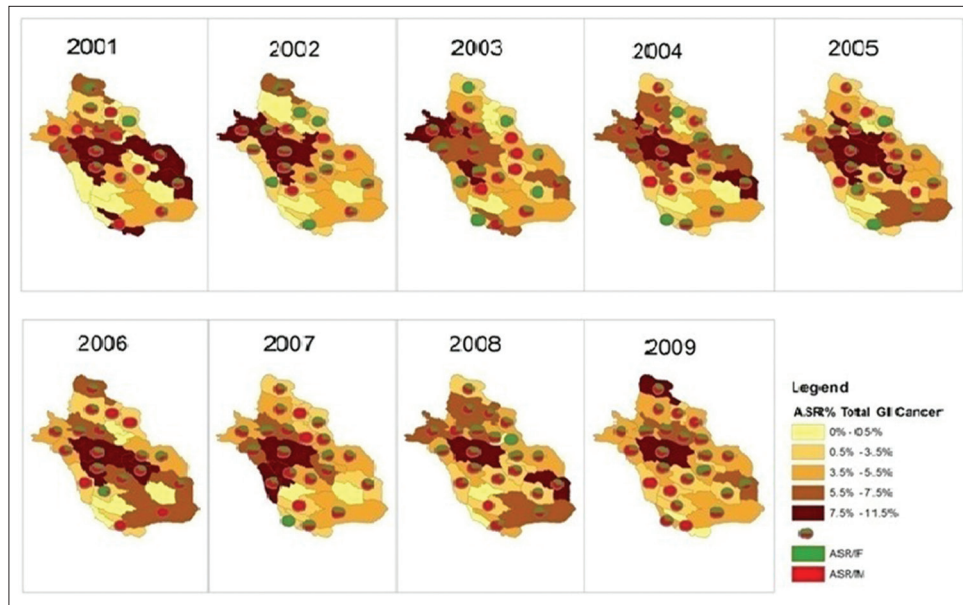 2001
2002
2003
2004
2005
2006
2007
2008
2009
Legend
ASR% Total GI Cancer
0% - 0.5%
0.5% - 3.5%
3.5% - 5.5%
5.5% - 7.5%
7.5% - 11.5%
ASR/F
ASR/M